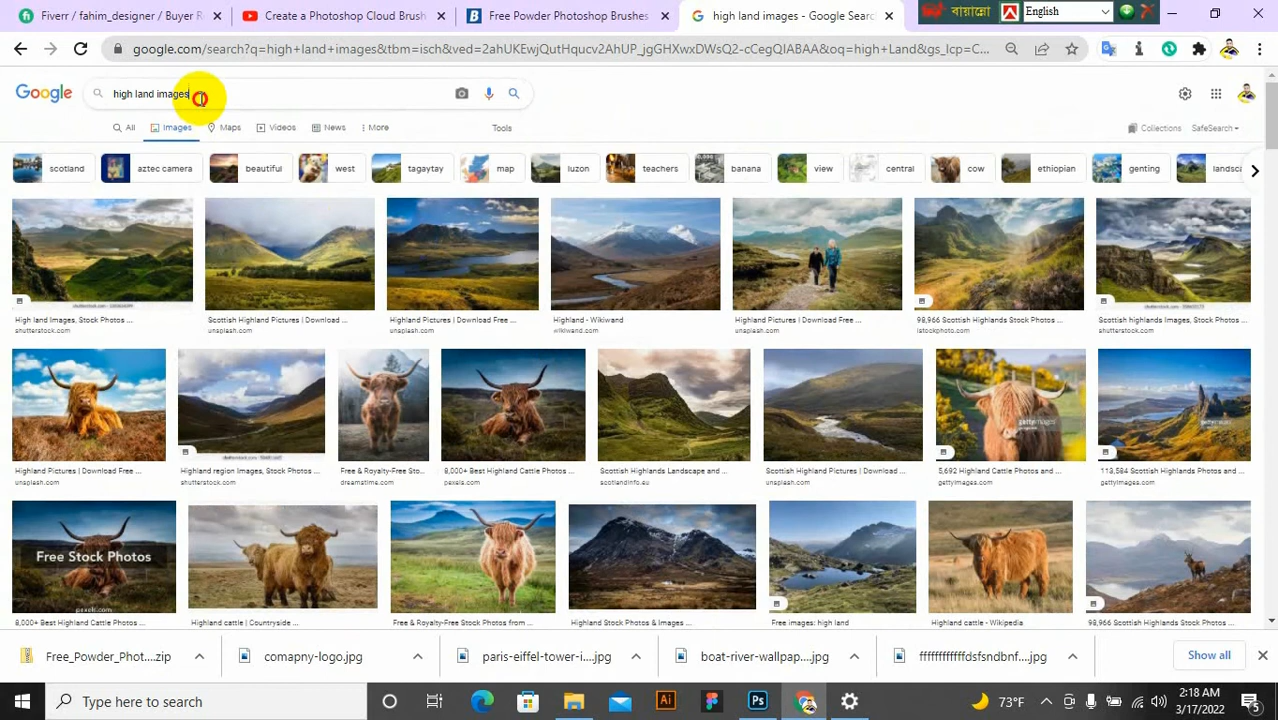 Fiverr / fahim_designer / Buyer R
Create a Photoshop Cloud Brush
Free Powder Photoshop Brushes
high land images - Google Searc
বায়ান্নো
English
google.com/search?q=high+land+images&tbm=isch&ved=2ahUKEwjQutHqucv2AhUP_jgGHXwxDWsQ2-cCegQIABAA&oq=high+Land&gs_lcp=C...
Google
high land images
All
Images
Maps
Videos
News
More
Tools
Collections
SafeSearch
scotland
aztec camera
beautiful
west
tagaytay
map
luzon
teachers
banana
view
central
cow
ethiopian
genting
landsca
High land Images, Stock Photos ...
shutterstock.com
Scottish Highland Pictures | Download ...
unsplash.com
Highland Pictures | Download Free ...
unsplash.com
Highland - Wikiwand
wikiwand.com
Highland Pictures | Download Free ...
unsplash.com
98,966 Scottish Highlands Stock Photos ...
istockphoto.com
Scottish highlands Images, Stock Photos ...
shutterstock.com
Highland Pictures | Download Free ...
unsplash.com
Highland region Images, Stock Photos ...
shutterstock.com
Free & Royalty-Free Sto...
dreamstime.com
8,000+ Best Highland Cattle Photos ...
pexels.com
Scottish Highlands Landscape and ...
scotlandinfo.eu
Scottish Highland Pictures | Download ...
unsplash.com
gettyimages
5,692 Highland Cattle Photos and ...
gettyimages.com
gettyimages
113,584 Scottish Highlands Photos and ...
gettyimages.com
Free Stock Photos
pexels.com
8,000+ Best Highland Cattle Photos ...
Highland cattle | Countryside ...
Free & Royalty-Free Stock Photos from ...
Highland Stock Photos & Images ...
Free images: high land
Highland cattle - Wikipedia
98,966 Scottish Highlands Stock Photos ...
Free_Powder_Phot....zip
comapny-logo.jpg
paris-eiffel-tower-i....jpg
boat-river-wallpap....jpg
ffffffffffffdsfsndbnf....jpg
Show all
Type here to search
Ai
Ps
73°F
2:18 AM
3/17/2022
5